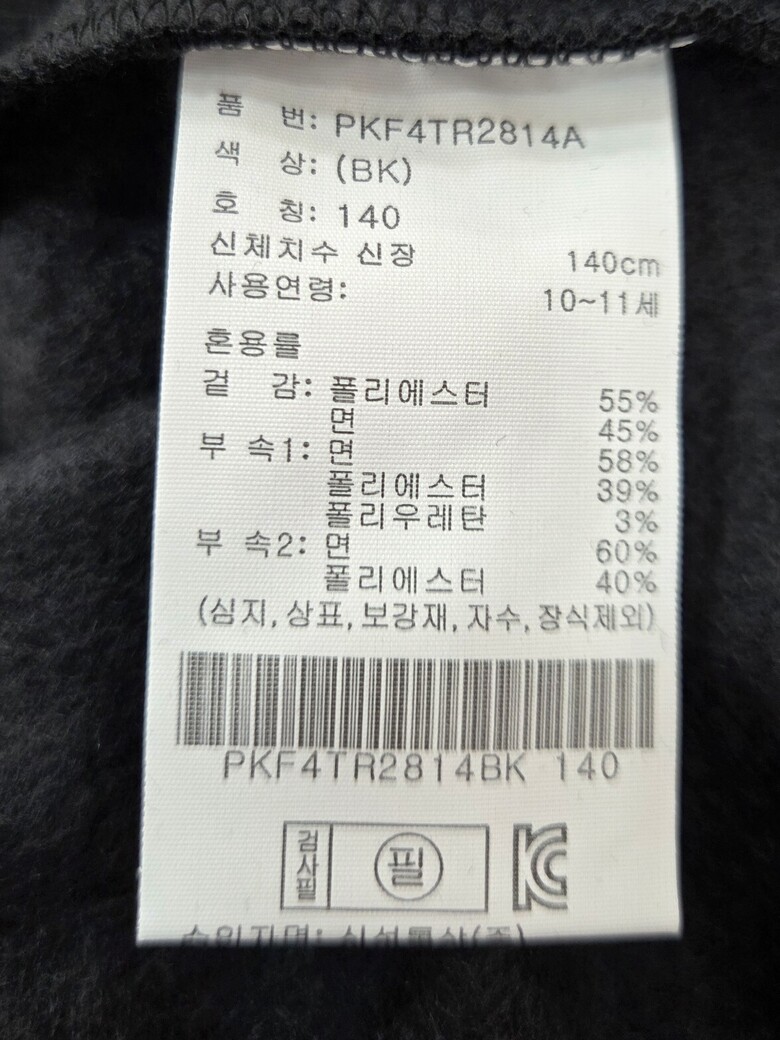 품 번: PKF4TR2814A
색 상: (BK)
호 칭: 140
신체치수 신장 140cm
사용연령: 10~11세
혼용률
겉 감: 폴리에스터 55%
면 45%
부 속1: 면 58%
폴리에스터 39%
폴리우레탄 3%
부 속2: 면 60%
폴리에스터 40%
(심지,상표,보강재,자수,장식제외)
PKF4TR2814BK 140
검사필 필 KC